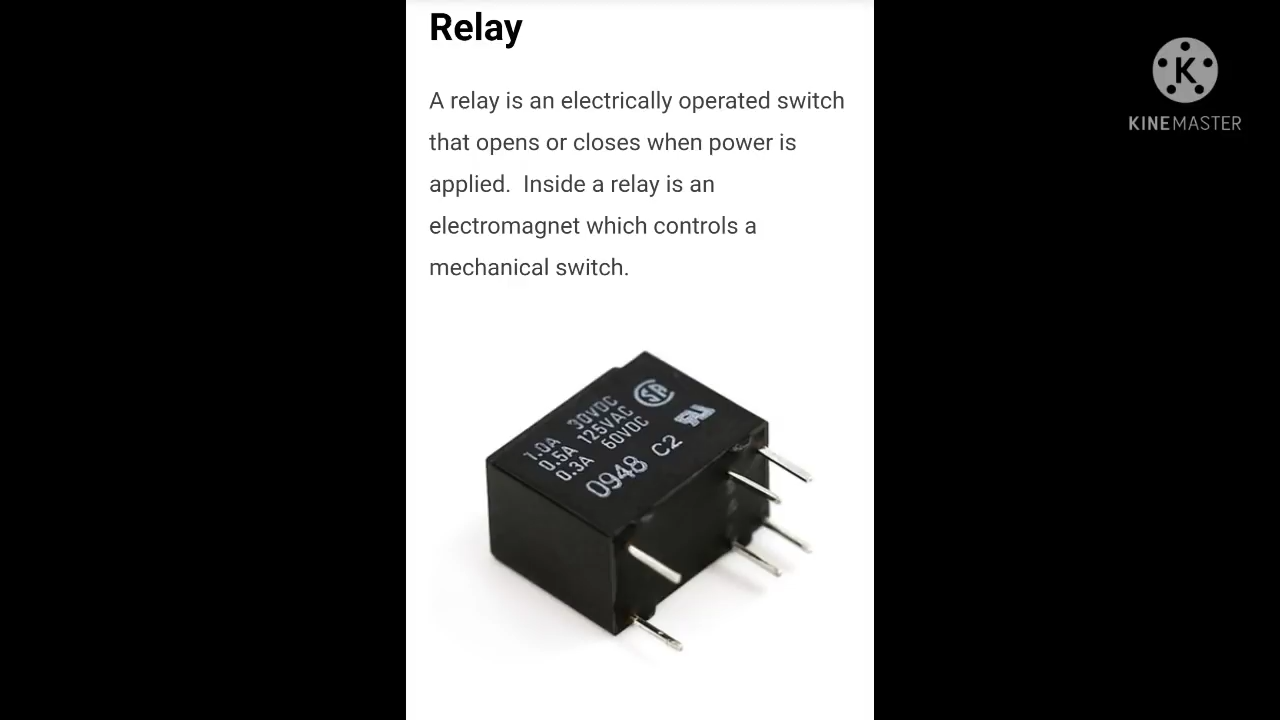 Relay
A relay is an electrically operated switch
that opens or closes when power is
applied. Inside a relay is an
electromagnet which controls a
mechanical switch.
1.0A 30VDC
0.5A 125VAC
0.3A 60VDC
0948 C2
K
KINEMASTER